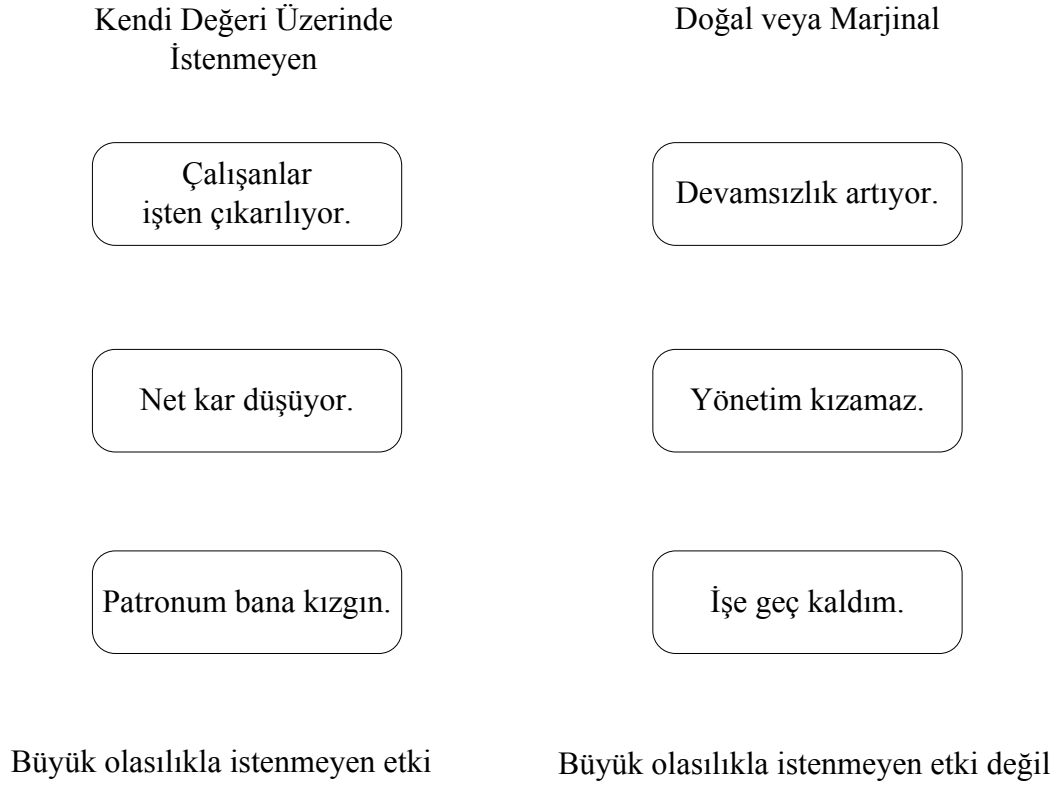 Kendi Değeri Üzerinde
İstenmeyen
Doğal veya Marjinal
Çalışanlar
işten çıkarılıyor.
Devamsızlık artıyor.
Net kar düşüyor.
Yönetim kızamaz.
Patronum bana kızgın.
İşe geç kaldım.
Büyük olasılıkla istenmeyen etki
Büyük olasılıkla istenmeyen etki değil